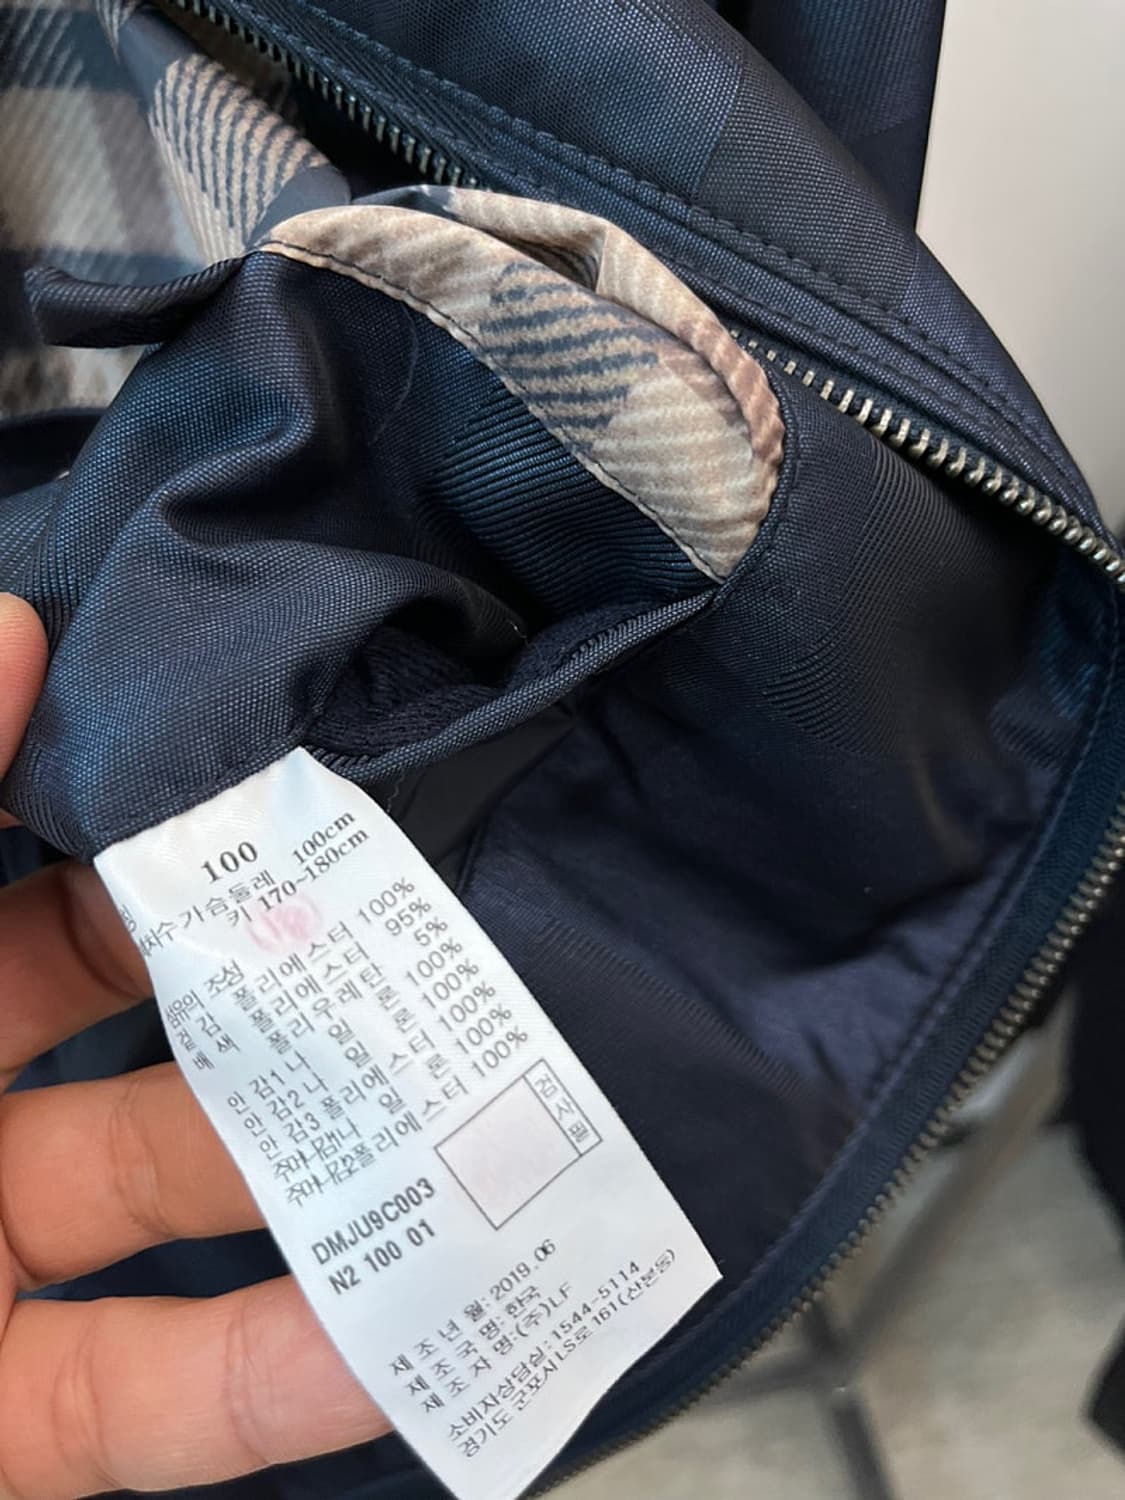 100
가슴둘레 100cm
키 170~180cm
섬유의 조성
겉 감 폴리에스터 100%
배 색 폴리에스터 95%
폴리우레탄 5%
안 감1 나 일 론 100%
안 감2 나 일 론 100%
안 감3 폴리에스터 100%
주머니감1나 일 론 100%
주머니감2폴리에스터 100%
검사필
DMJU9C003
N2 100 01
제 조 년 월:2019.06
제 조 국 명:한국
제 조 자 명:(주)LF
소비자상담실:1544-5114
경기도 군포시 LS로 161(산본동)